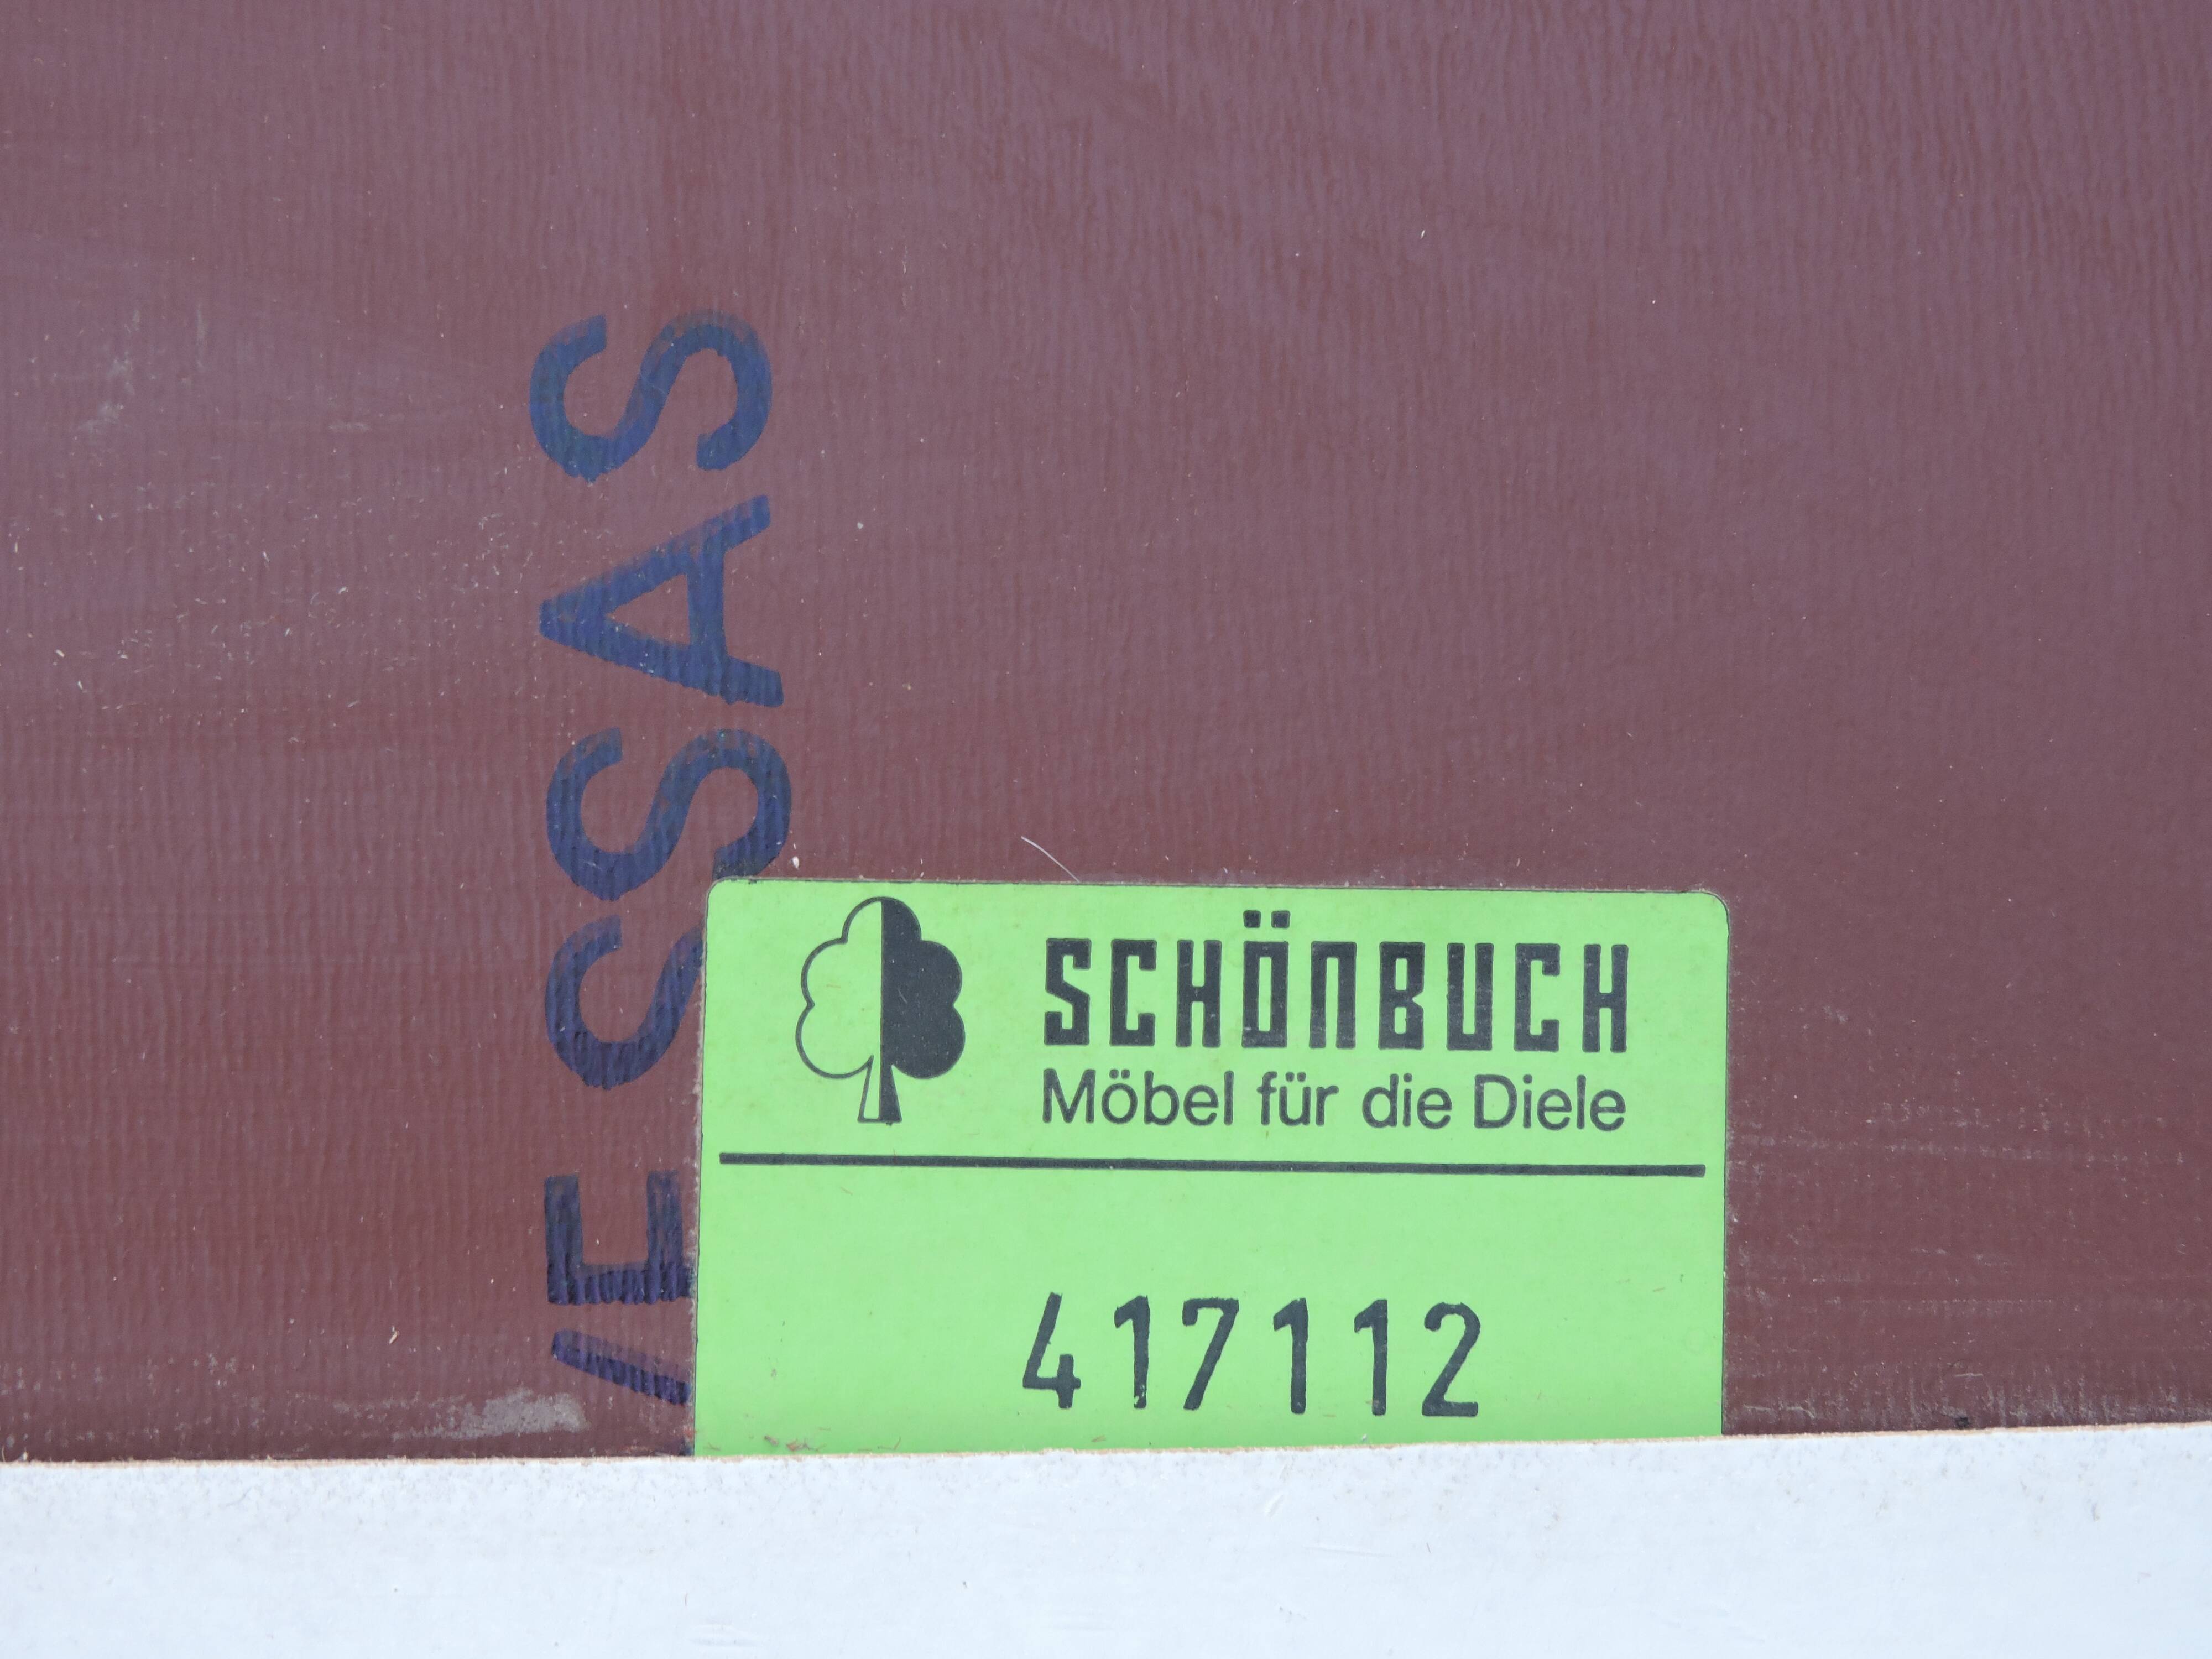 SCHÖNBUCH
Möbel für die Diele
417112